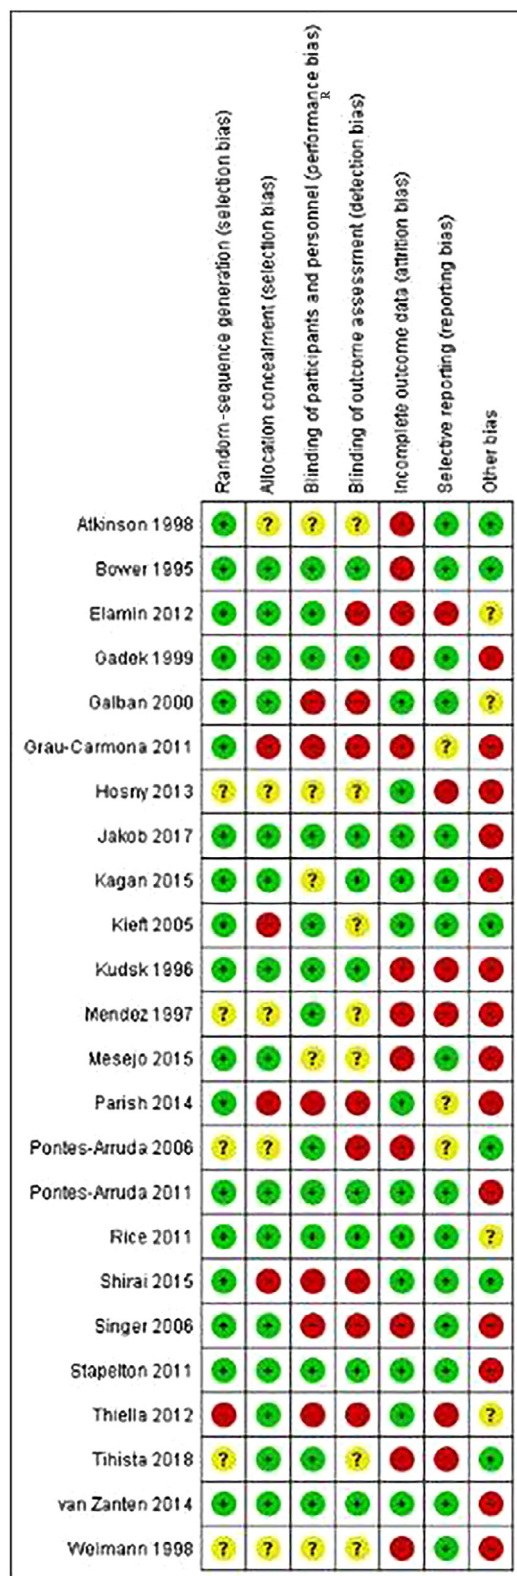 Random-sequence generation (selection bias)
Allocation concealment (selection bias)
Blinding of participants and personnel (performance bias)
R
Blinding of outcome assessment (detection bias)
Incomplete outcome data (attrition bias)
Selective reporting (reporting bias)
Other bias
Atkinson 1998 + ? ? ? - + +
Bower 1995 + + + + - + +
Elamin 2012 + + + - - - ?
Gadek 1999 + + + + - + -
Galban 2000 + + - - + + ?
Grau-Carmona 2011 + - - - - ? -
Hosny 2013 ? ? ? ? + - -
Jakob 2017 + + + + + + -
Kagan 2015 + + ? + + + -
Kieft 2005 + - + ? + + +
Kudsk 1996 + + + + - - -
Mendez 1997 ? ? + ? - - -
Mesejo 2015 + + ? ? - + -
Parish 2014 + - - - + ? -
Pontes-Arruda 2006 ? ? + - - ? +
Pontes-Arruda 2011 + + + + + + -
Rice 2011 + + + + + + ?
Shirai 2015 + - - - + + +
Singer 2006 + + - - - + -
Stapelton 2011 + + + + + + -
Thiella 2012 - + - - + - ?
Tihista 2018 ? + + ? - - +
van Zanten 2014 + + + + + + -
Weimann 1998 ? ? ? ? - + -